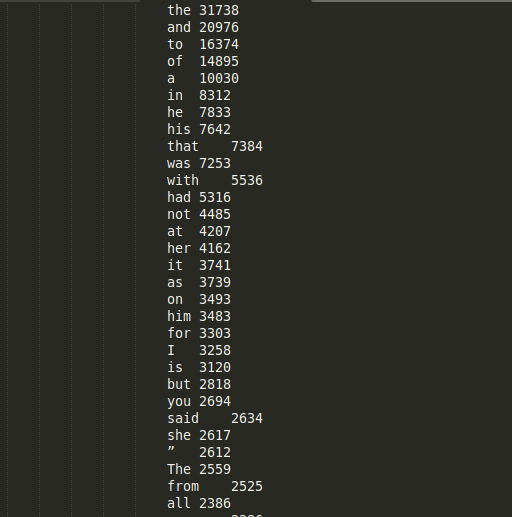 the 31738
and 20976
to 16374
of 14895
a 10030
in 8312
he 7833
his 7642
that 7384
was 7253
with 5536
had 5316
not 4485
at 4207
her 4162
it 3741
as 3739
on 3493
him 3483
for 3303
I 3258
is 3120
but 2818
you 2694
said 2634
she 2617
” 2612
The 2559
from 2525
all 2386